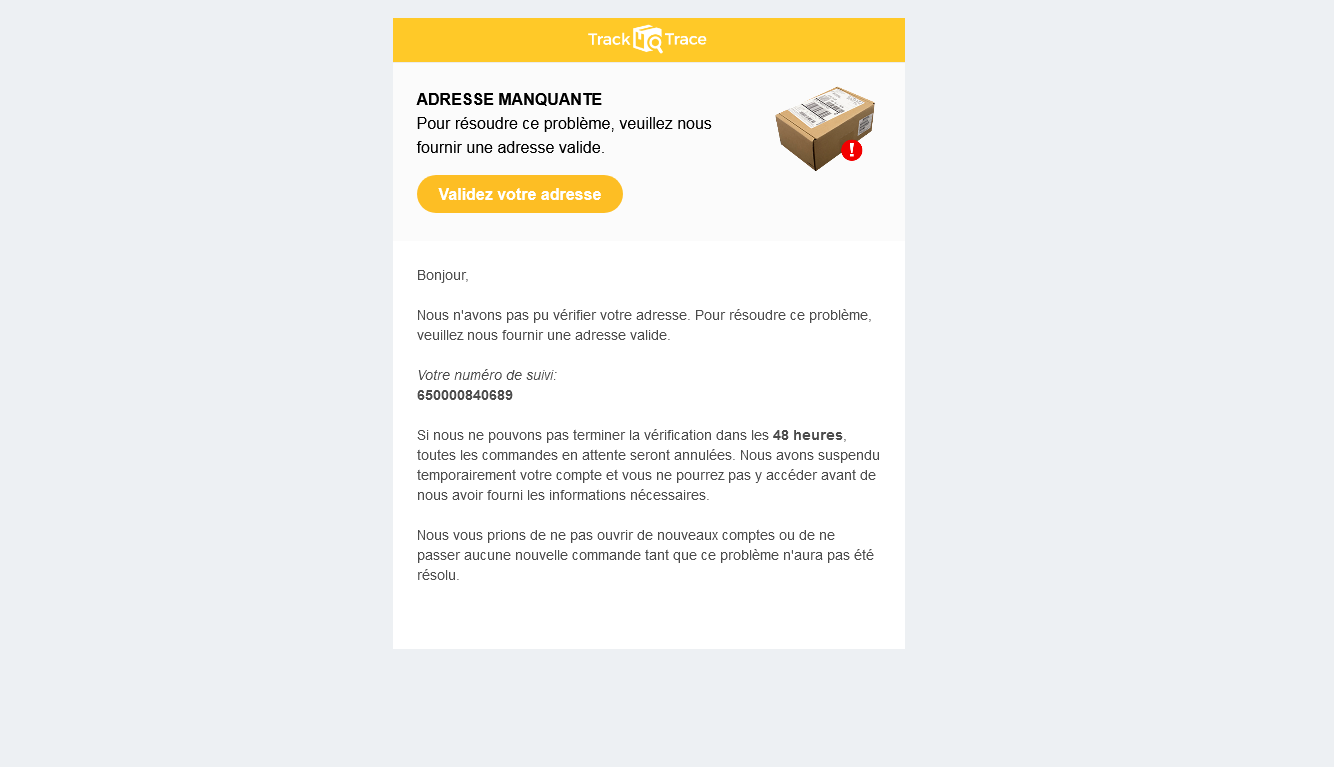 Track Trace
ADRESSE MANQUANTE
Pour résoudre ce problème, veuillez nous
fournir une adresse valide.
Validez votre adresse
Bonjour,
Nous n'avons pas pu vérifier votre adresse. Pour résoudre ce problème,
veuillez nous fournir une adresse valide.
Votre numéro de suivi:
650000840689
Si nous ne pouvons pas terminer la vérification dans les 48 heures,
toutes les commandes en attente seront annulées. Nous avons suspendu
temporairement votre compte et vous ne pourrez pas y accéder avant de
nous avoir fourni les informations nécessaires.
Nous vous prions de ne pas ouvrir de nouveaux comptes ou de ne
passer aucune nouvelle commande tant que ce problème n'aura pas été
résolu.